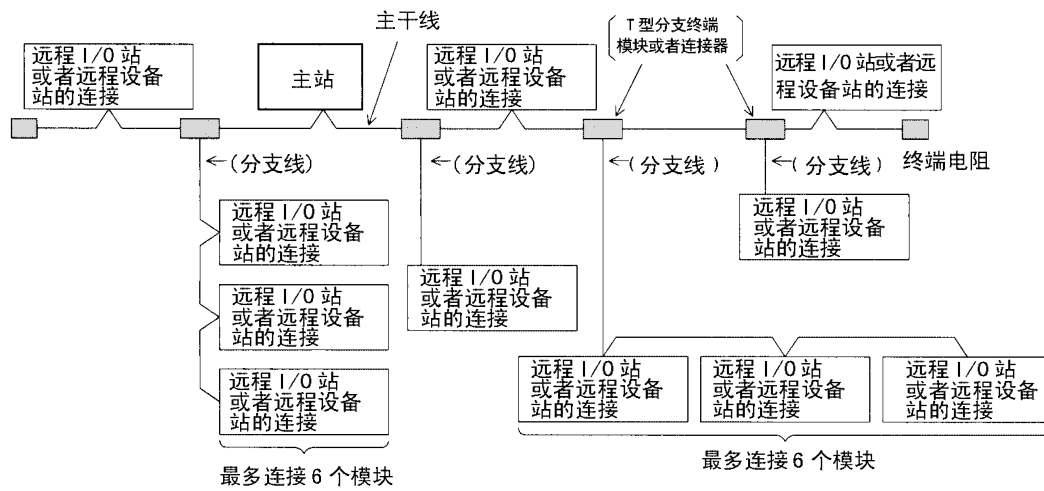 主干线
T型分支终端
模块或者连接器
远程 I/O 站
或者远程设备
站的连接
主站
远程 I/O 站
或者远程设备
站的连接
远程 I/O 站或者远
程设备站的连接
(分支线)
(分支线)
(分支线)
(分支线)
终端电阻
远程 I/O 站
或者远程设备
站的连接
远程 I/O 站
或者远程设备
站的连接
远程 I/O 站
或者远程设备
站的连接
远程 I/O 站
或者远程设备
站的连接
远程 I/O 站
或者远程设备
站的连接
远程 I/O 站
或者远程设备
站的连接
远程 I/O 站
或者远程设备
站的连接
远程 I/O 站
或者远程设备
站的连接
最多连接 6 个模块
最多连接 6 个模块